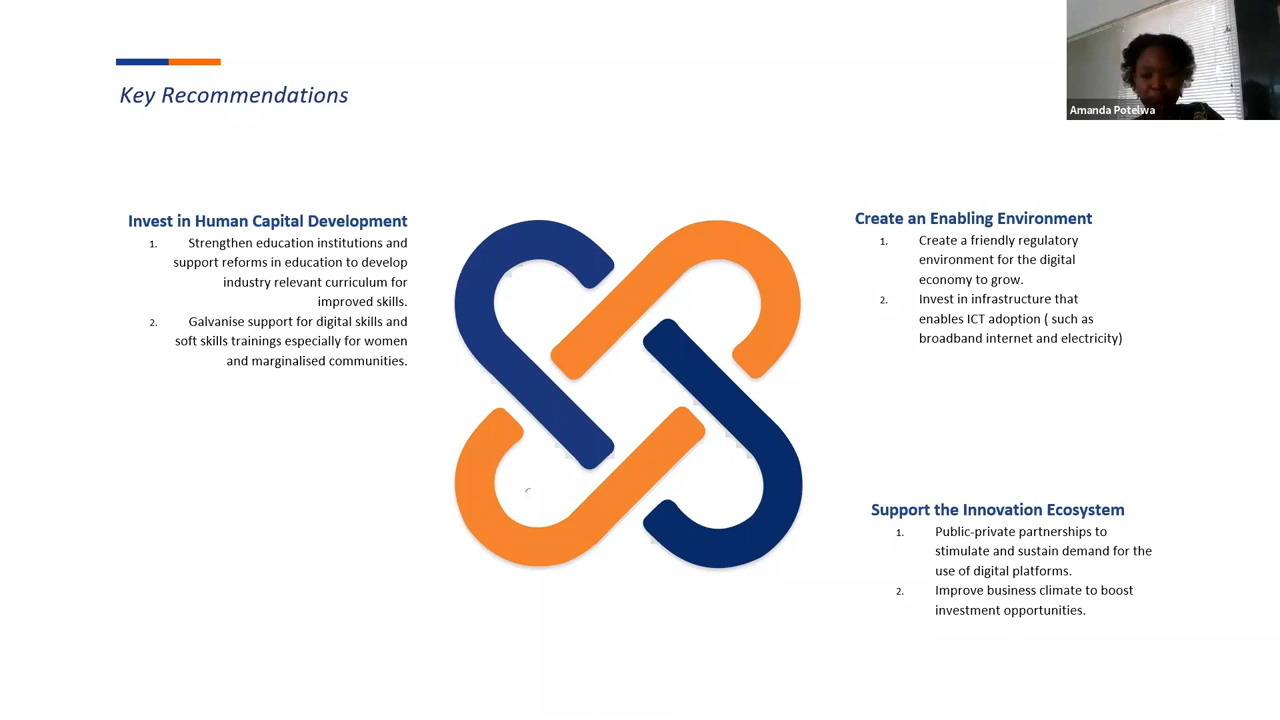 Key Recommendations
Amanda Potelwa
Invest in Human Capital Development
1. Strengthen education institutions and
support reforms in education to develop
industry relevant curriculum for
improved skills.
2. Galvanise support for digital skills and
soft skills trainings especially for women
and marginalised communities.
Create an Enabling Environment
1. Create a friendly regulatory
environment for the digital
economy to grow.
2. Invest in infrastructure that
enables ICT adoption ( such as
broadband internet and electricity)
Support the Innovation Ecosystem
1. Public-private partnerships to
stimulate and sustain demand for the
use of digital platforms.
2. Improve business climate to boost
investment opportunities.